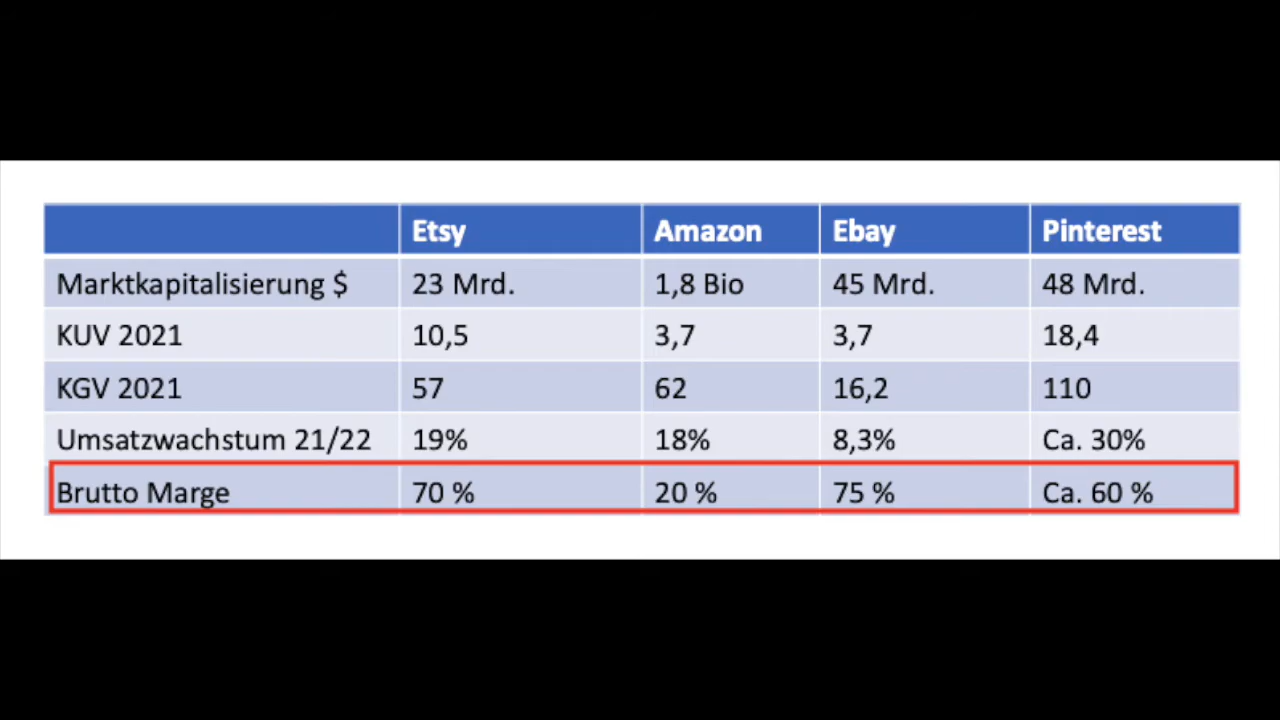 Etsy Amazon Ebay Pinterest
Marktkapitalisierung $ 23 Mrd. 1,8 Bio 45 Mrd. 48 Mrd.
KUV 2021 10,5 3,7 3,7 18,4
KGV 2021 57 62 16,2 110
Umsatzwachstum 21/22 19% 18% 8,3% Ca. 30%
Brutto Marge 70 % 20 % 75 % Ca. 60 %